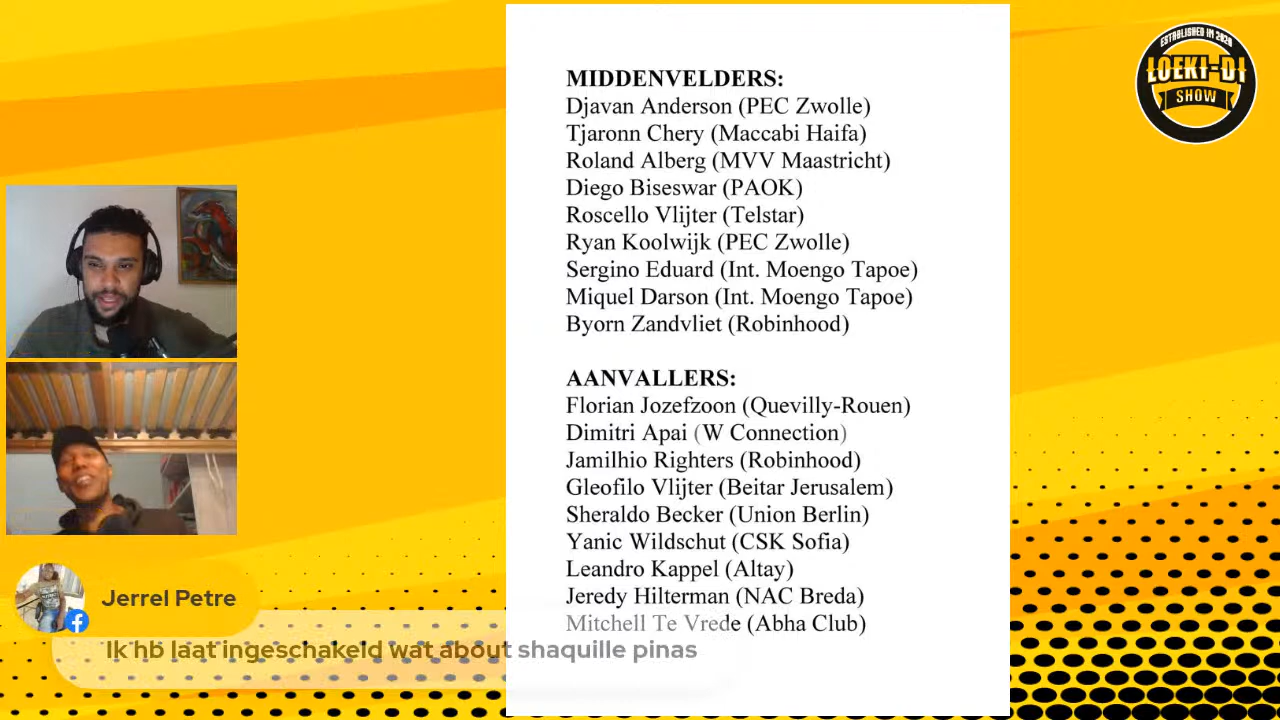 ESTABLISHED IN 2020
LOEKI-DI
SHOW
MIDDENVELDERS:
Djavan Anderson (PEC Zwolle)
Tjaronn Chery (Maccabi Haifa)
Roland Alberg (MVV Maastricht)
Diego Biseswar (PAOK)
Roscello Vlijter (Telstar)
Ryan Koolwijk (PEC Zwolle)
Sergino Eduard (Int. Moengo Tapoe)
Miquel Darson (Int. Moengo Tapoe)
Byorn Zandvliet (Robinhood)
AANVALLERS:
Florian Jozefzoon (Quevilly-Rouen)
Dimitri Apai (W Connection)
Jamilhio Righters (Robinhood)
Gleofilo Vlijter (Beitar Jerusalem)
Sheraldo Becker (Union Berlin)
Yanic Wildschut (CSK Sofia)
Leandro Kappel (Altay)
Jeredy Hilterman (NAC Breda)
Mitchell Te Vrede (Abha Club)
Jerrel Petre
Ik hb laat ingeschakeld wat about shaquille pinas